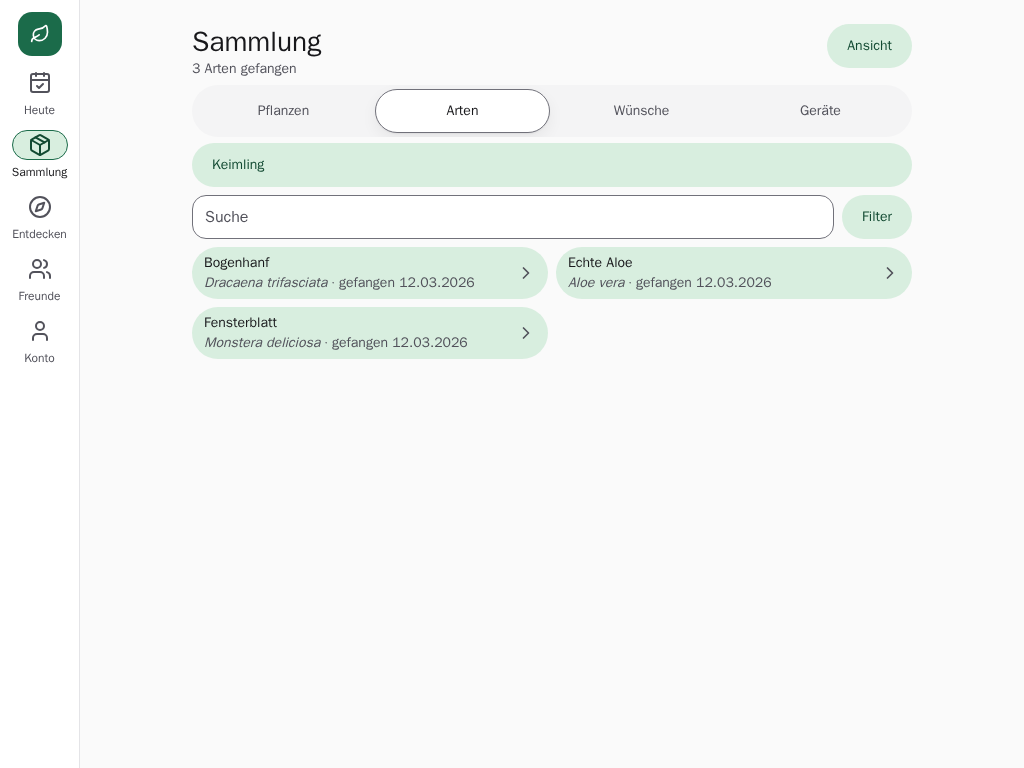 Heute
Sammlung
Entdecken
Freunde
Konto
Sammlung
3 Arten gefangen
Ansicht
Pflanzen
Arten
Wünsche
Geräte
Keimling
Suche
Filter
Bogenhanf
Dracaena trifasciata · gefangen 12.03.2026
Echte Aloe
Aloe vera · gefangen 12.03.2026
Fensterblatt
Monstera deliciosa · gefangen 12.03.2026